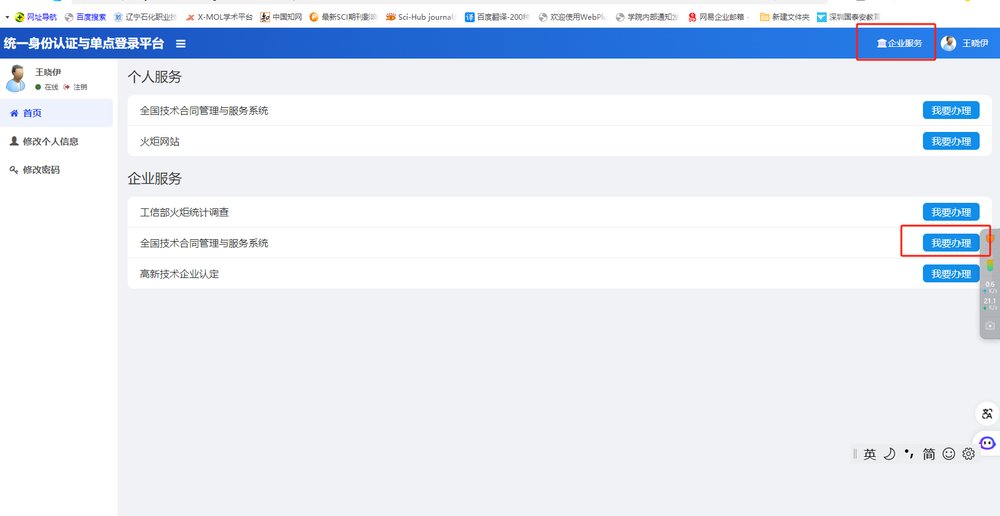 网址导航 百度搜索 辽宁石化职业技 X-MOL学术平台 中国知网 最新SCI期刊影响 Sci-Hub journal: 百度翻译-200种 欢迎使用WebPlu 学院内部通知发 网易企业邮箱 - 新建文件夹 深圳国泰安教育
统一身份认证与单点登录平台 企业服务 王晓伊
王晓伊
在线 注销
首页
修改个人信息
修改密码
个人服务
全国技术合同管理与服务系统 我要办理
火炬网站 我要办理
企业服务
工信部火炬统计调查 我要办理
全国技术合同管理与服务系统 我要办理
高新技术企业认定 我要办理
0.6
K/s
21.1
K/s
英 简